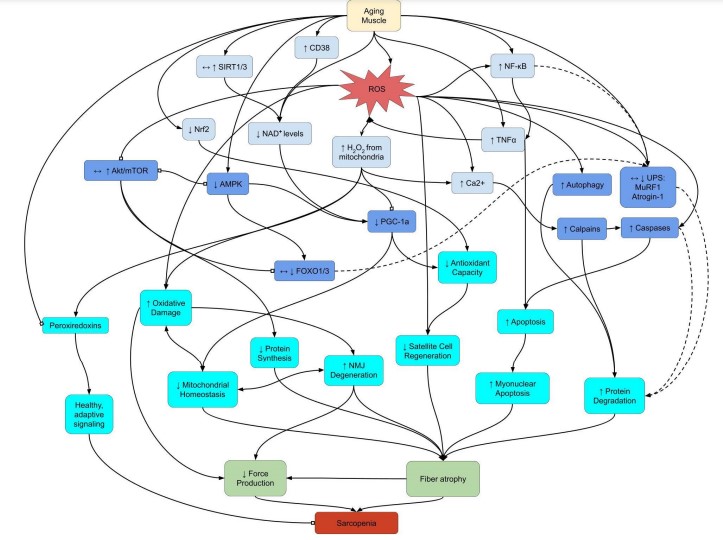 Aging
Muscle
↑ CD38
↔ ↑ SIRT1/3
↑ NF-κB
ROS
↓ Nrf2
↓ NAD⁺ levels
↑ H₂O₂ from
mitochondria
↑ TNFα
↔ ↑ Akt/mTOR
↓ AMPK
↑ Ca2+
↑ Autophagy
↔ ↓ UPS:
MuRF1
Atrogin-1
↓ PGC-1a
↑ Calpains
↑ Caspases
↔ ↓ FOXO1/3
↓ Antioxidant
Capacity
Peroxiredoxins
↑ Oxidative
Damage
↑ Apoptosis
↓ Protein
Synthesis
↓ Satellite Cell
Regeneration
↑ NMJ
Degeneration
↓ Mitochondrial
Homeostasis
↑ Myonuclear
Apoptosis
↑ Protein
Degradation
Healthy,
adaptive
signaling
↓ Force
Production
Fiber atrophy
Sarcopenia